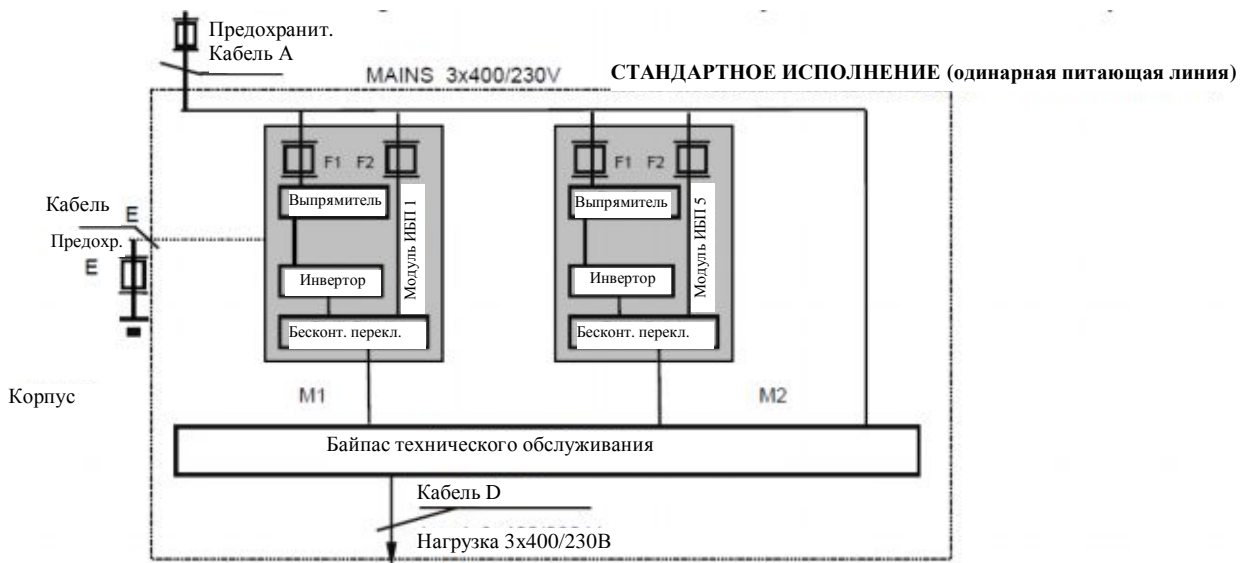 Предохранит.
Кабель А
MAINS 3x400/230V
СТАНДАРТНОЕ ИСПОЛНЕНИЕ (одинарная питающая линия)
F1 F2
F1 F2
Выпрямитель
Модуль ИБП 1
Выпрямитель
Модуль ИБП 5
Кабель E
Предохр.
E
Инвертор
Инвертор
Бесконт. перекл.
Бесконт. перекл.
Корпус
M1
M2
Байпас технического обслуживания
Кабель D
Нагрузка 3х400/230В